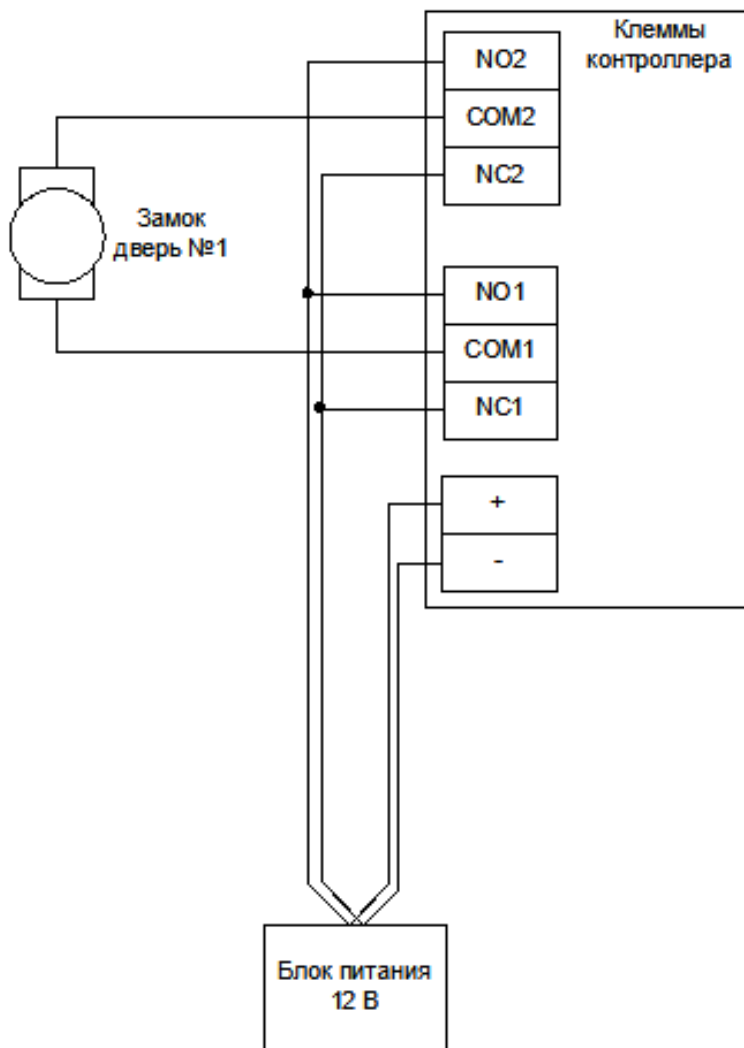 Клеммы
контроллера
NO2
COM2
NC2
Замок
дверь №1
NO1
COM1
NC1
+
-
Блок питания
12 В